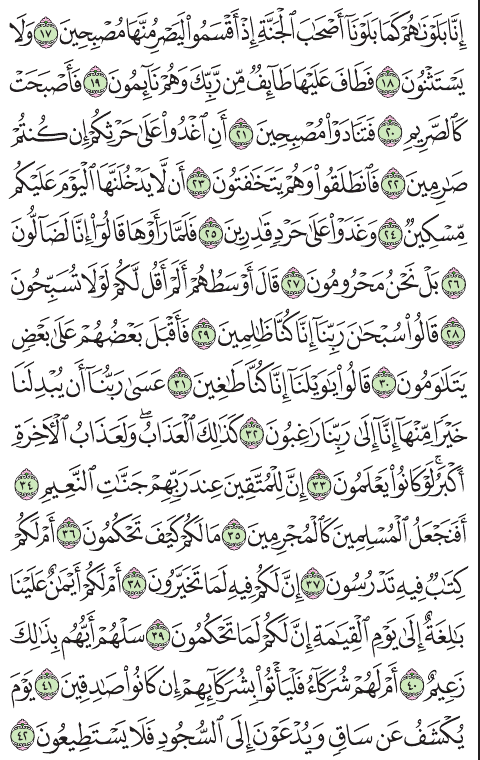 إِنَّا بَلَوْنَٰهُمْ كَمَا بَلَوْنَآ أَصْحَٰبَ ٱلْجَنَّةِ إِذْ أَقْسَمُوا۟ لَيَصْرِمُنَّهَا مُصْبِحِينَ ١٧ وَلَا
يَسْتَثْنُونَ ١٨ فَطَافَ عَلَيْهَا طَآئِفٌ مِّن رَّبِّكَ وَهُمْ نَآئِمُونَ ١٩ فَأَصْبَحَتْ
كَٱلصَّرِيمِ ٢٠ فَتَنَادَوْا۟ مُصْبِحِينَ ٢١ أَنِ ٱغْدُوا۟ عَلَىٰ حَرْثِكُمْ إِن كُنتُمْ
صَٰرِمِينَ ٢٢ فَٱنطَلَقُوا۟ وَهُمْ يَتَخَٰفَتُونَ ٢٣ أَن لَّا يَدْخُلَنَّهَا ٱلْيَوْمَ عَلَيْكُم
مِّسْكِينٌ ٢٤ وَغَدَوْا۟ عَلَىٰ حَرْدٍ قَٰدِرِينَ ٢٥ فَلَمَّا رَأَوْهَا قَالُوٓا۟ إِنَّا لَضَآلُّونَ
٢٦ بَلْ نَحْنُ مَحْرُومُونَ ٢٧ قَالَ أَوْسَطُهُمْ أَلَمْ أَقُل لَّكُمْ لَوْلَا تُسَبِّحُونَ
٢٨ قَالُوا۟ سُبْحَٰنَ رَبِّنَآ إِنَّا كُنَّا ظَٰلِمِينَ ٢٩ فَأَقْبَلَ بَعْضُهُمْ عَلَىٰ بَعْضٍ
يَتَلَٰوَمُونَ ٣٠ قَالُوا۟ يَٰوَيْلَنَآ إِنَّا كُنَّا طَٰغِينَ ٣١ عَسَىٰ رَبُّنَآ أَن يُبْدِلَنَا
خَيْرًا مِّنْهَآ إِنَّآ إِلَىٰ رَبِّنَا رَٰغِبُونَ ٣٢ كَذَٰلِكَ ٱلْعَذَابُ ۖ وَلَعَذَابُ ٱلْءَاخِرَةِ
أَكْبَرُ ۚ لَوْ كَانُوا۟ يَعْلَمُونَ ٣٣ إِنَّ لِلْمُتَّقِينَ عِندَ رَبِّهِمْ جَنَّٰتِ ٱلنَّعِيمِ ٣٤
أَفَنَجْعَلُ ٱلْمُسْلِمِينَ كَٱلْمُجْرِمِينَ ٣٥ مَا لَكُمْ كَيْفَ تَحْكُمُونَ ٣٦ أَمْ لَكُمْ
كِتَٰبٌ فِيهِ تَدْرُسُونَ ٣٧ إِنَّ لَكُمْ فِيهِ لَمَا تَخَيَّرُونَ ٣٨ أَمْ لَكُمْ أَيْمَٰنٌ عَلَيْنَا
بَٰلِغَةٌ إِلَىٰ يَوْمِ ٱلْقِيَٰمَةِ إِنَّ لَكُمْ لَمَا تَحْكُمُونَ ٣٩ سَلْهُمْ أَيُّهُم بِذَٰلِكَ
زَعِيمٌ ٤٠ أَمْ لَهُمْ شُرَكَآءُ فَلْيَأْتُوا۟ بِشُرَكَآئِهِمْ إِن كَانُوا۟ صَٰدِقِينَ ٤١ يَوْمَ
يُكْشَفُ عَن سَاقٍ وَيُدْعَوْنَ إِلَى ٱلسُّجُودِ فَلَا يَسْتَطِيعُونَ ٤٢